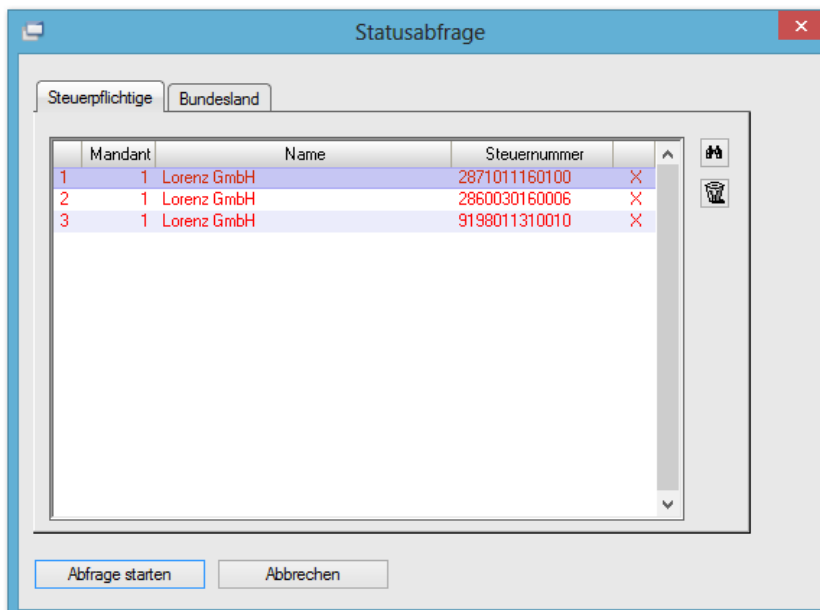 Statusabfrage
Steuerpflichtige Bundesland
Mandant Name Steuernummer
1 1 Lorenz GmbH 2871011160100 X
2 1 Lorenz GmbH 2860030160006 X
3 1 Lorenz GmbH 9198011310010 X
Abfrage starten Abbrechen